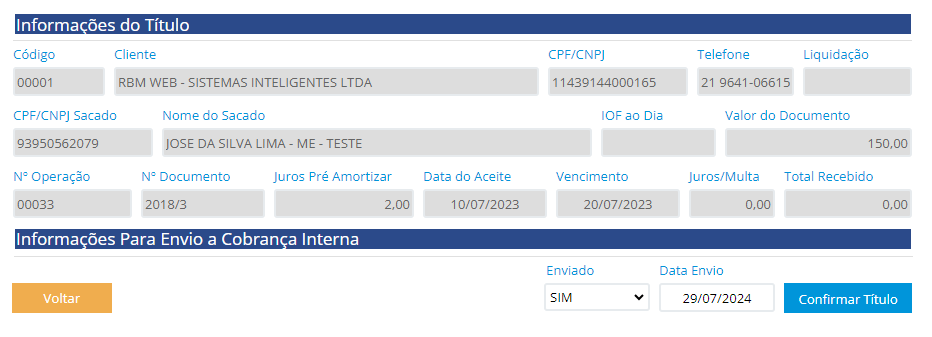 Informações do Título
Código Cliente CPF/CNPJ Telefone Liquidação
00001 RBM WEB - SISTEMAS INTELIGENTES LTDA 11439144000165 21 9641-06615
CPF/CNPJ Sacado Nome do Sacado IOF ao Dia Valor do Documento
93950562079 JOSE DA SILVA LIMA - ME - TESTE 150,00
Nº Operação Nº Documento Juros Pré Amortizar Data do Aceite Vencimento Juros/Multa Total Recebido
00033 2018/3 2,00 10/07/2023 20/07/2023 0,00 0,00
Informações Para Envio a Cobrança Interna
Enviado Data Envio
Voltar SIM 29/07/2024 Confirmar Título